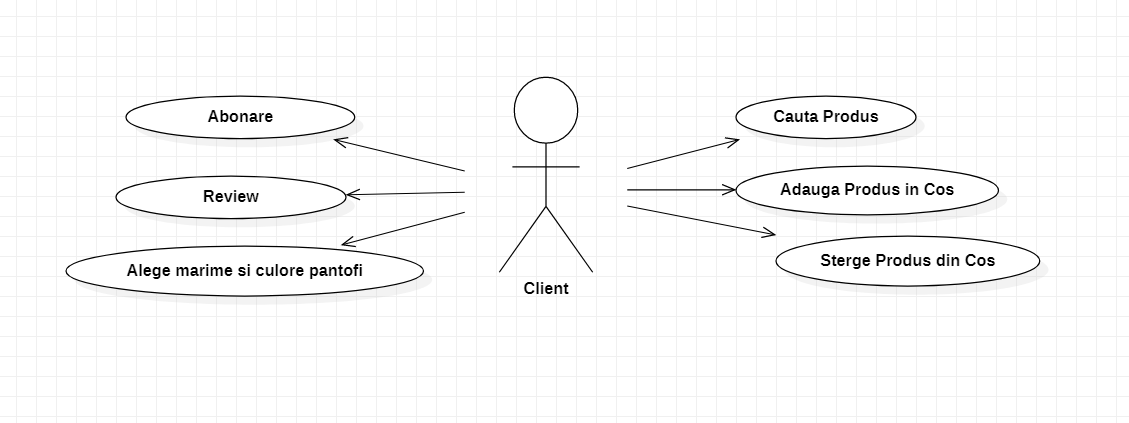 Abonare
Cauta Produs
Review
Adauga Produs in Cos
Alege marime si culore pantofi
Sterge Produs din Cos
Client